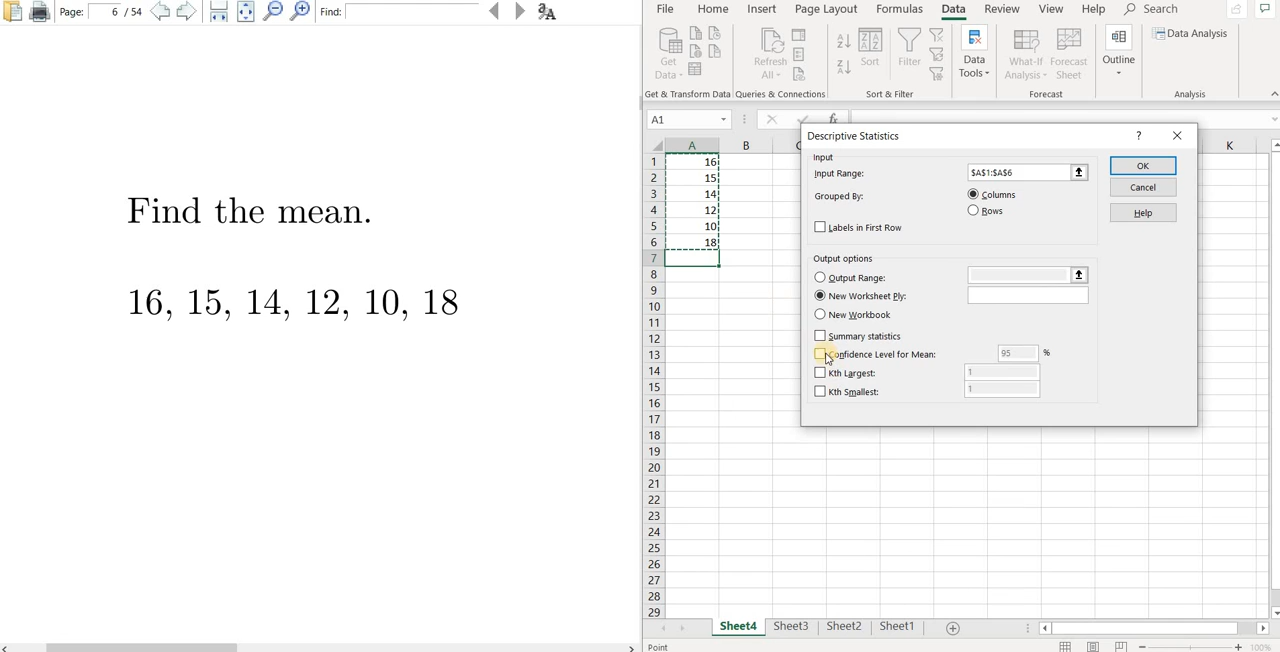 Page: 6 / 54 Find:
Find the mean.
16, 15, 14, 12, 10, 18
File Home Insert Page Layout Formulas Data Review View Help Search
Get Data
Refresh All
Sort
Filter
Data Tools
What-If Analysis
Forecast Sheet
Outline
Data Analysis
Get & Transform Data Queries & Connections Sort & Filter Forecast Analysis
A1 fx
A B C K
1 16
2 15
3 14
4 12
5 10
6 18
7
8
9
10
11
12
13
14
15
16
17
18
19
20
21
22
23
24
25
26
27
28
29
Descriptive Statistics ?
Input
Input Range: $A$1:$A$6
Grouped By: Columns
Rows
Labels in First Row
OK
Cancel
Help
Output options
Output Range:
New Worksheet Ply:
New Workbook
Summary statistics
Confidence Level for Mean: 95 %
Kth Largest: 1
Kth Smallest: 1
Sheet4 Sheet3 Sheet2 Sheet1
Point 100%